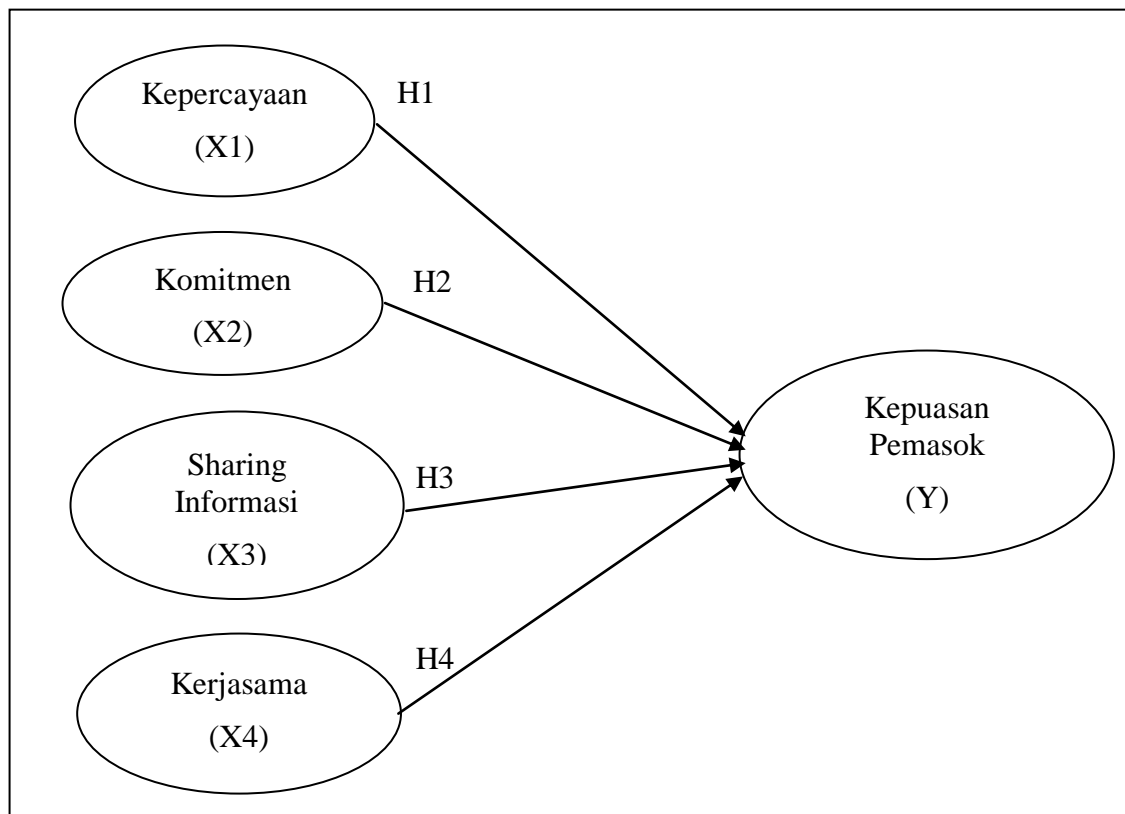 Kepercayaan
(X1)
H1
Komitmen
(X2)
H2
Sharing
Informasi
(X3)
H3
Kerjasama
(X4)
H4
Kepuasan
Pemasok
(Y)